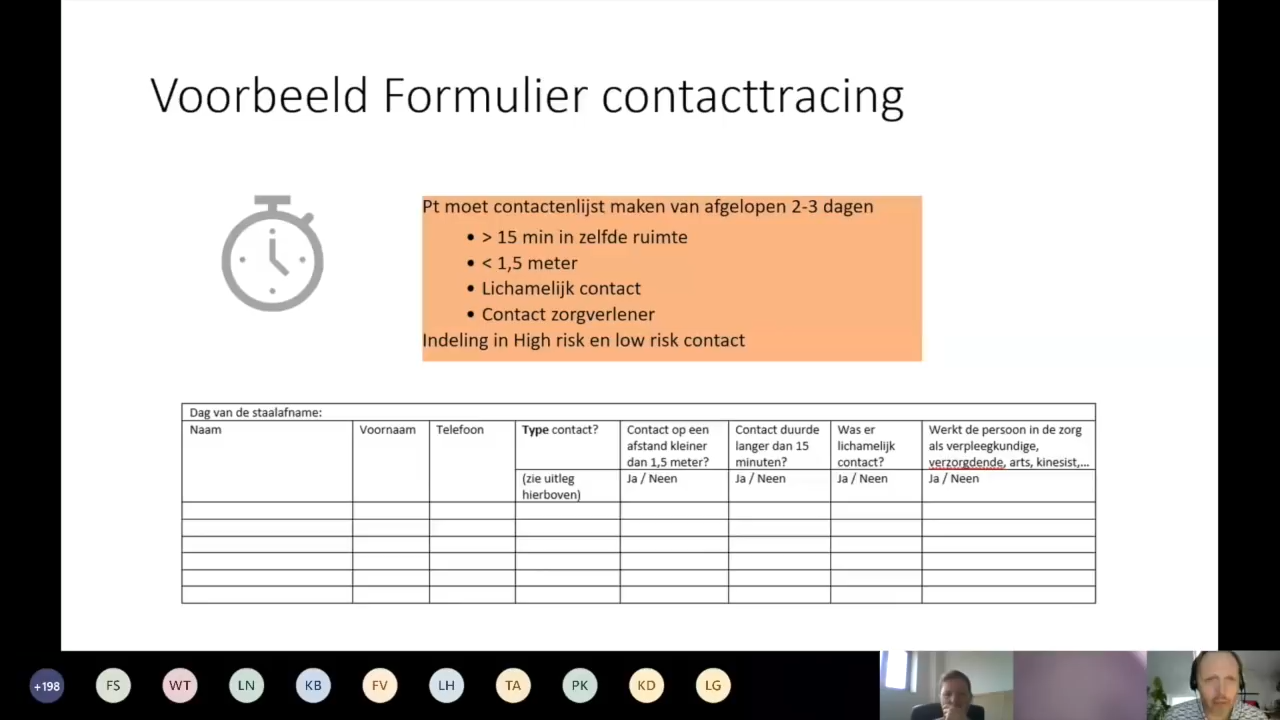 Voorbeeld Formulier contacttracing
Pt moet contactenlijst maken van afgelopen 2-3 dagen
• > 15 min in zelfde ruimte
• < 1,5 meter
• Lichamelijk contact
• Contact zorgverlener
Indeling in High risk en low risk contact
Dag van de staalafname:
Naam
Voornaam
Telefoon
Type contact?
(zie uitleg
hierboven)
Contact op een
afstand kleiner
dan 1,5 meter?
Ja / Neen
Contact duurde
langer dan 15
minuten?
Ja / Neen
Was er
lichamelijk
contact?
Ja / Neen
Werkt de persoon in de zorg
als verpleegkundige,
verzorgdende, arts, kinesist,...
Ja / Neen
+198
FS
WT
LN
KB
FV
LH
TA
PK
KD
LG